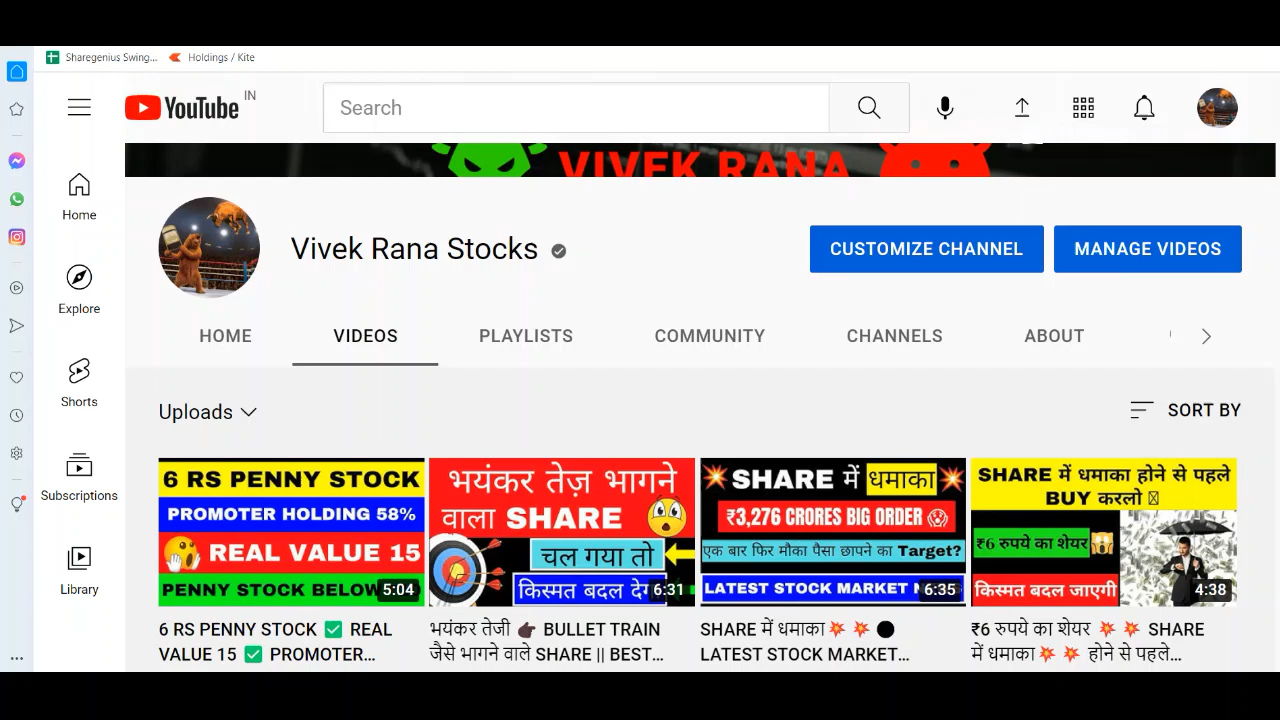 Sharegenius Swing... Holdings / Kite
YouTube IN
Search
VIVEK RANA
Home
Explore
Shorts
Subscriptions
Library
Vivek Rana Stocks
CUSTOMIZE CHANNEL MANAGE VIDEOS
HOME VIDEOS PLAYLISTS COMMUNITY CHANNELS ABOUT
Uploads SORT BY
6 RS PENNY STOCK
PROMOTER HOLDING 58%
😲 REAL VALUE 15
PENNY STOCK BELOW
5:04
6 RS PENNY STOCK ✅ REAL
VALUE 15 ✅ PROMOTER...
भयंकर तेज़ भागने
वाला SHARE 😳
चल गया तो
किस्मत बदल
6:31
भयंकर तेजी 👉🏿 BULLET TRAIN
जैसे भागने वाले SHARE || BEST...
💥SHARE में धमाका💥
₹3,276 CRORES BIG ORDER 😱
एक बार फिर मौका पैसा छापने का Target?
LATEST STOCK MARKET
6:35
SHARE में धमाका💥 💥 ⚫
LATEST STOCK MARKET...
SHARE में धमाका होने से पहले
BUY करलो
₹6 रुपये का शेयर 😱
किस्मत बदल जाएगी
4:38
₹6 रुपये का शेयर 💥 💥 SHARE
में धमाका💥 💥 होने से पहले...